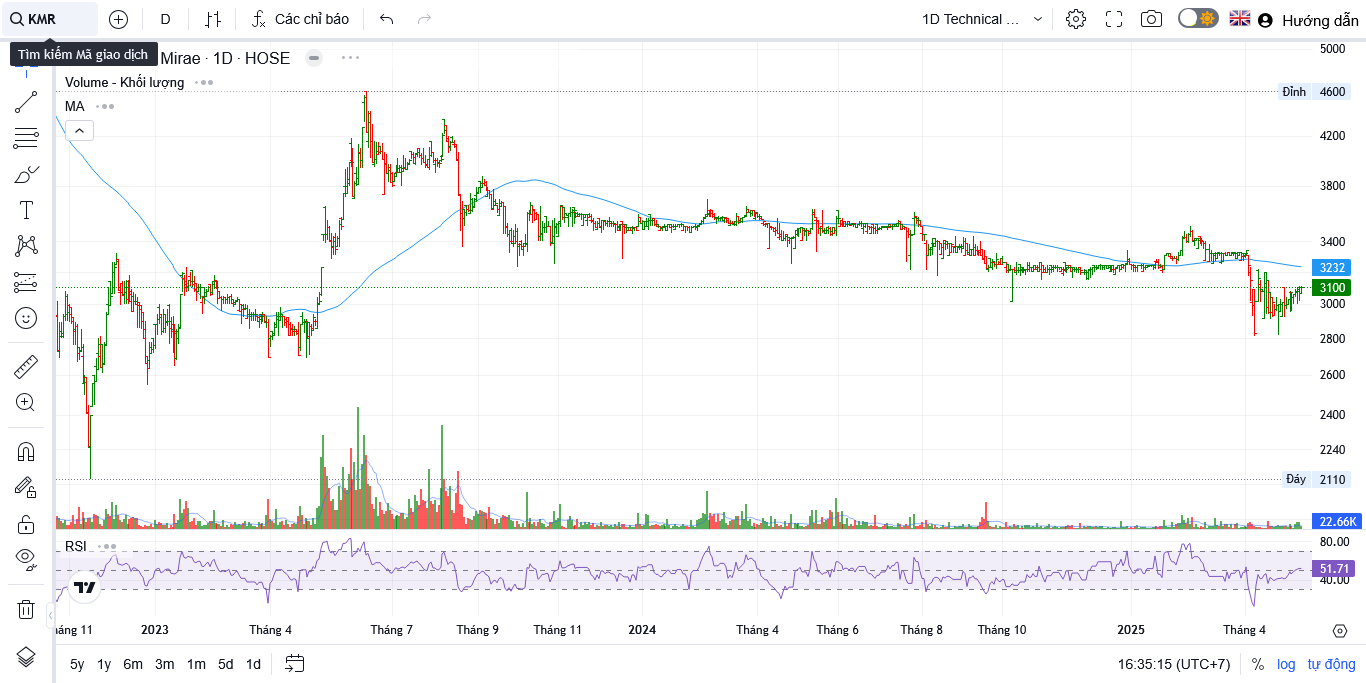 KMR D Các chỉ báo 1D Technical ... Hướng dẫn
Tìm kiếm Mã giao dịch Mirae · 1D · HOSE
Volume - Khối lượng
MA
5000
Đỉnh 4600
4200
3800
3400
3232
3100
3000
2800
2600
2400
2240
Đáy 2110
22.66K
RSI
80.00
51.71
40.00
háng 11 2023 Tháng 4 Tháng 7 Tháng 9 Tháng 11 2024 Tháng 4 Tháng 6 Tháng 8 Tháng 10 2025 Tháng 4
5y 1y 6m 3m 1m 5d 1d 16:35:15 (UTC+7) % log tự động